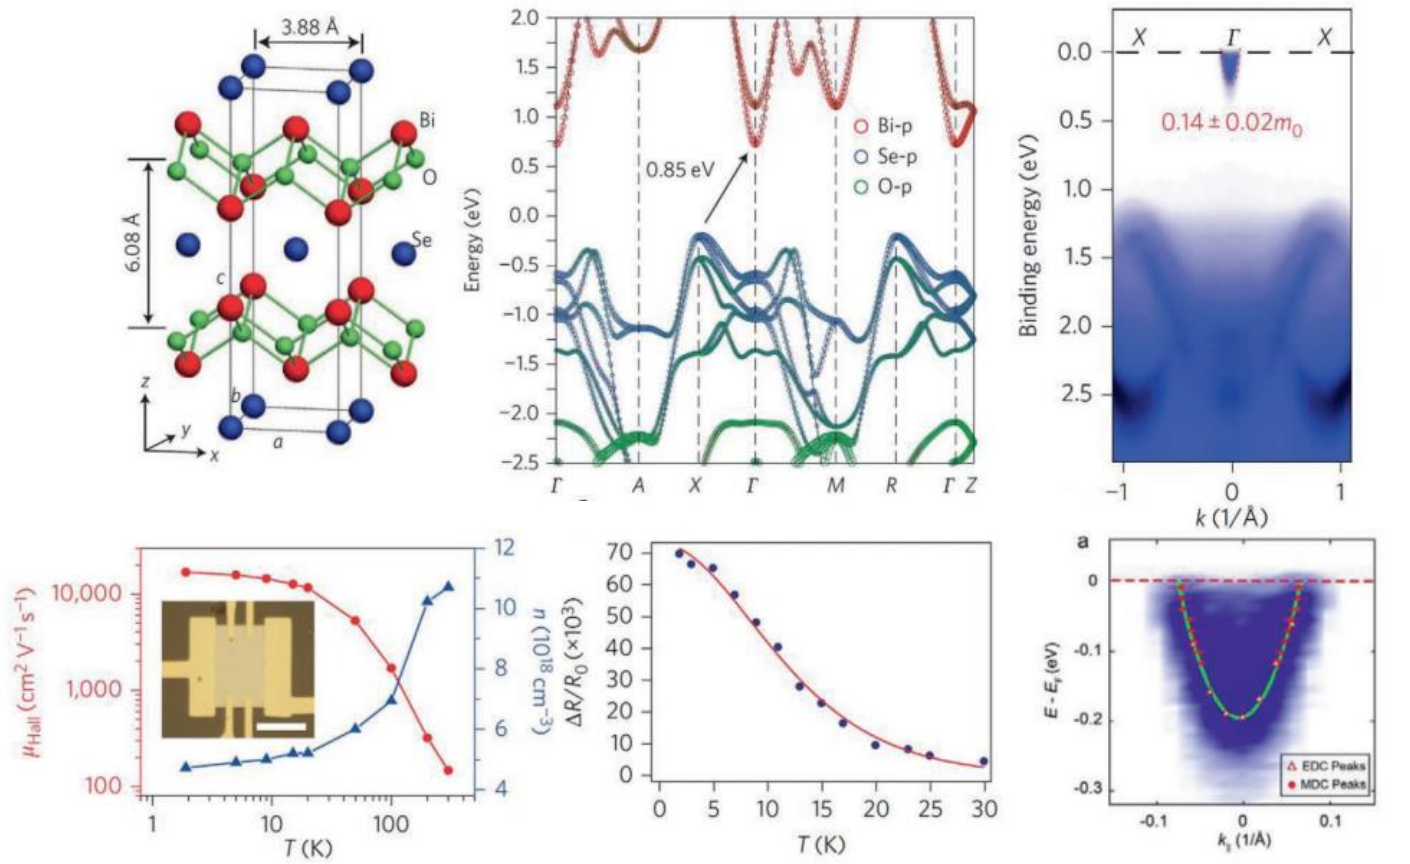 3.88 Å
Bi
O
6.08 Å
Se
c
b
a
z
y
x
2.0
1.5
1.0
0.5
0.0
−0.5
−1.0
−1.5
−2.0
−2.5
Energy (eV)
Bi-p
Se-p
O-p
0.85 eV
Γ A X Γ M R Γ Z
X Γ X
0.0
0.5
1.0
1.5
2.0
2.5
Binding energy (eV)
0.14 ± 0.02m₀
−1 0 1
k (1/Å)
10,000
1,000
100
μHall (cm² V⁻¹ s⁻¹)
12
10
8
6
4
n (10¹⁸ cm⁻³)
1 10 100
T (K)
70
60
50
40
30
20
10
0
ΔR/R₀ (×10³)
0 5 10 15 20 25 30
T (K)
a
0
-0.1
-0.2
-0.3
E - EF (eV)
EDC Peaks
MDC Peaks
-0.1 0 0.1
k|| (1/Å)